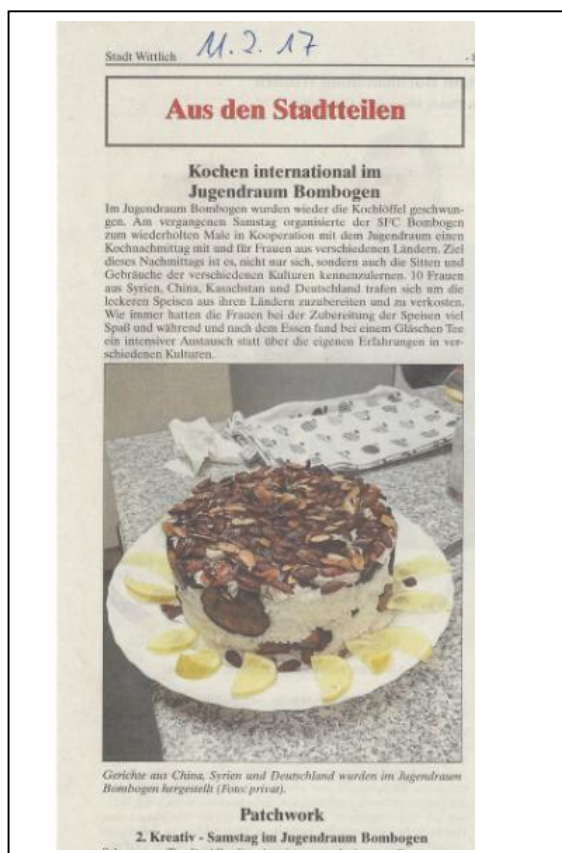 Stadt Wittlich
11.2.17
Aus den Stadtteilen
Kochen international im
Jugendraum Bombogen
Im Jugendraum Bombogen wurden wieder die Kochlöffel geschwun-
gen. Am vergangenen Samstag organisierte der SFC Bombogen
zum wiederholten Male in Kooperation mit dem Jugendraum einen
Kochnachmittag mit und für Frauen aus verschiedenen Ländern. Ziel
dieses Nachmittags ist es, nicht nur sich, sondern auch die Sitten und
Gebräuche der verschiedenen Kulturen kennenzulernen. 10 Frauen
aus Syrien, China, Kasachstan und Deutschland trafen sich um die
leckeren Speisen aus ihren Ländern zuzubereiten und zu verkosten.
Wie immer hatten die Frauen bei der Zubereitung der Speisen viel
Spaß und während und nach dem Essen fand bei einem Gläschen Tee
ein intensiver Austausch statt über die eigenen Erfahrungen in ver-
schiedenen Kulturen.
Gerichte aus China, Syrien und Deutschland wurden im Jugendraum
Bombogen hergestellt (Foto: privat).
Patchwork
2. Kreativ - Samstag im Jugendraum Bombogen